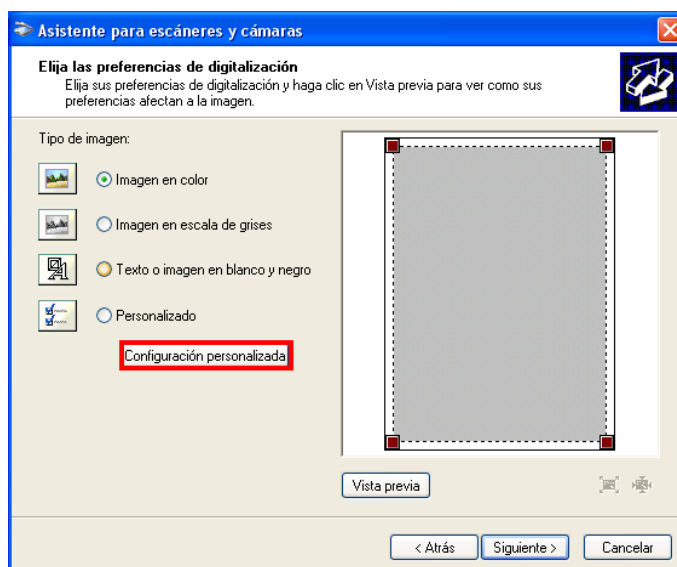 Asistente para escáneres y cámaras
Elija las preferencias de digitalización
Elija sus preferencias de digitalización y haga clic en Vista previa para ver como sus
preferencias afectan a la imagen.
Tipo de imagen:
Imagen en color
Imagen en escala de grises
Texto o imagen en blanco y negro
Personalizado
Configuración personalizada
Vista previa
< Atrás
Siguiente >
Cancelar